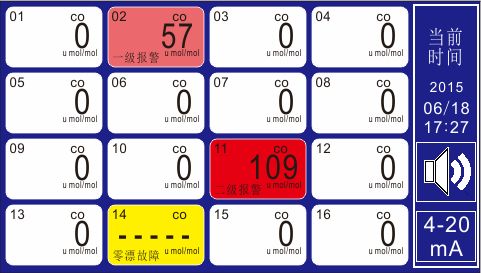 01 co
0
u mol/mol
02 co
57
u mol/mol
一级报警
03 co
0
u mol/mol
04 co
0
u mol/mol
05 co
0
u mol/mol
06 co
0
u mol/mol
07 co
0
u mol/mol
08 co
0
u mol/mol
09 co
0
u mol/mol
10 co
0
u mol/mol
11 co
109
u mol/mol
二级报警
12 co
0
u mol/mol
13 co
0
u mol/mol
14 co
- - - - -
u mol/mol
零漂故障
15 co
0
u mol/mol
16 co
0
u mol/mol
当前
时间
2015
06/18
17:27
4-20
mA